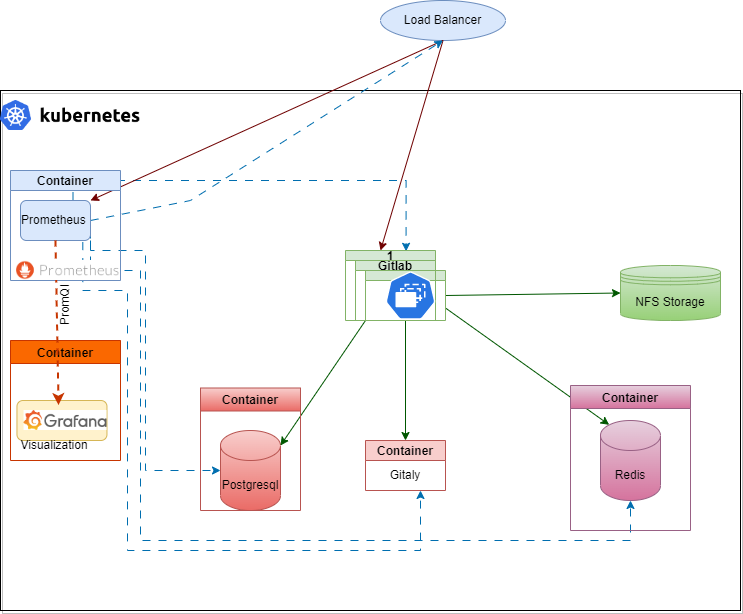 Load Balancer
kubernetes
Container
Prometheus
Prometheus
PromQl
Container
Grafana
Visualization
1
Gitlab
NFS Storage
Container
Postgresql
Container
Gitaly
Container
Redis